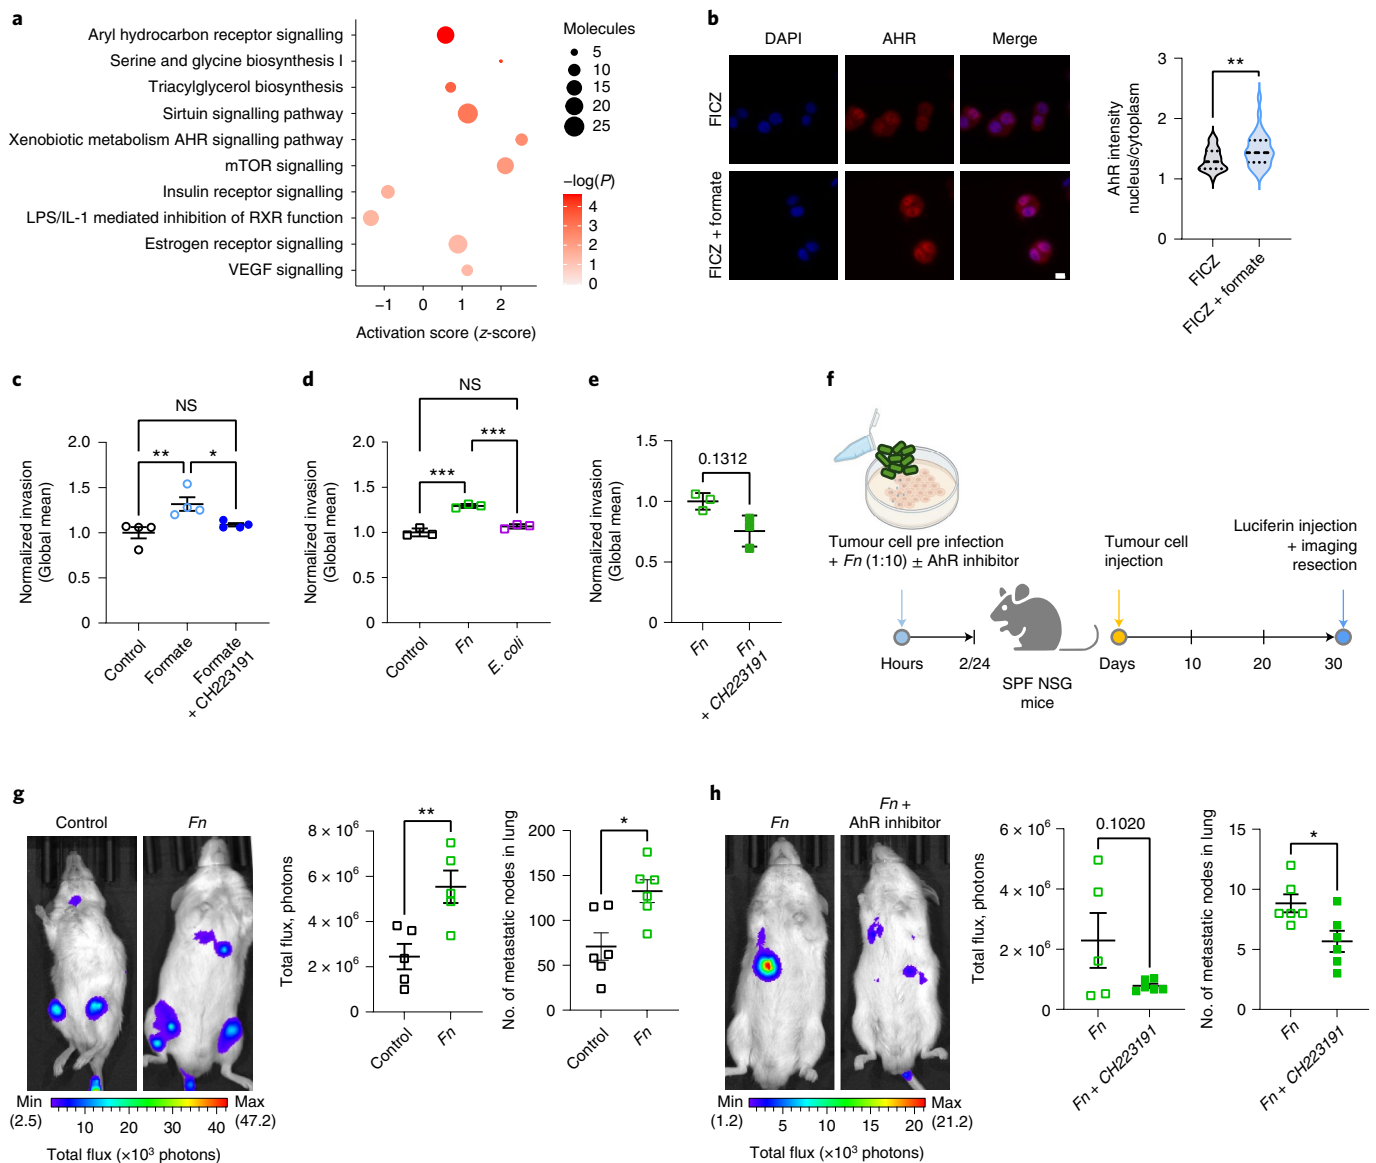 a
Aryl hydrocarbon receptor signalling
Serine and glycine biosynthesis I
Triacylglycerol biosynthesis
Sirtuin signalling pathway
Xenobiotic metabolism AHR signalling pathway
mTOR signalling
Insulin receptor signalling
LPS/IL-1 mediated inhibition of RXR function
Estrogen receptor signalling
VEGF signalling
−1 0 1 2
Activation score (z-score)
Molecules
5
10
15
20
25
−log(P)
4
3
2
1
0
b
DAPI AHR Merge
FICZ
FICZ + formate
AhR intensity
nucleus/cytoplasm
3
2
1
0
**
FICZ
FICZ + formate
c
Normalized invasion
(Global mean)
2.0
1.5
1.0
0.5
0
NS
** *
Control
Formate
Formate
+ CH223191
d
Normalized invasion
(Global mean)
2.0
1.5
1.0
0.5
0
NS
***
***
Control
Fn
E. coli
e
Normalized invasion
(Global mean)
1.5
1.0
0.5
0
0.1312
Fn
Fn
+ CH223191
f
Tumour cell pre infection
+ Fn (1:10) ± AhR inhibitor
Hours 2/24
SPF NSG
mice
Tumour cell
injection
Luciferin injection
+ imaging
resection
Days 10 20 30
g
Control Fn
Min
(2.5)
10 20 30 40
Max
(47.2)
Total flux (×10³ photons)
Total flux, photons
8 × 10⁶
6 × 10⁶
4 × 10⁶
2 × 10⁶
0
**
Control
Fn
No. of metastatic nodes in lung
200
150
100
50
0
*
Control
Fn
h
Fn
Fn +
AhR inhibitor
Min
(1.2)
5 10 15 20
Max
(21.2)
Total flux (×10³ photons)
Total flux, photons
6 × 10⁶
4 × 10⁶
2 × 10⁶
0
0.1020
Fn
Fn + CH223191
No. of metastatic nodes in lung
15
10
5
0
*
Fn
Fn + CH223191